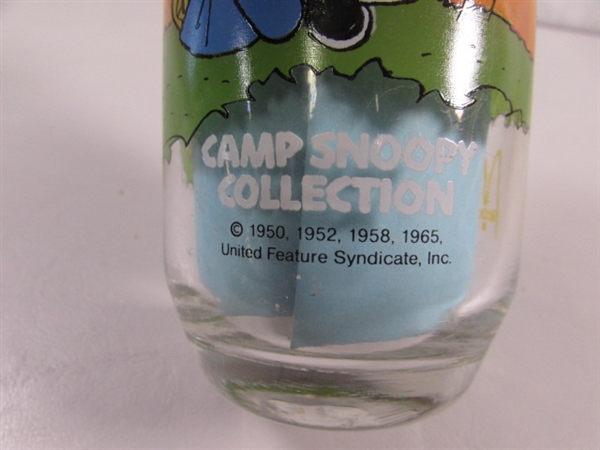 CAMP SNOOPY
COLLECTION
© 1950, 1952, 1958, 1965,
United Feature Syndicate, Inc.